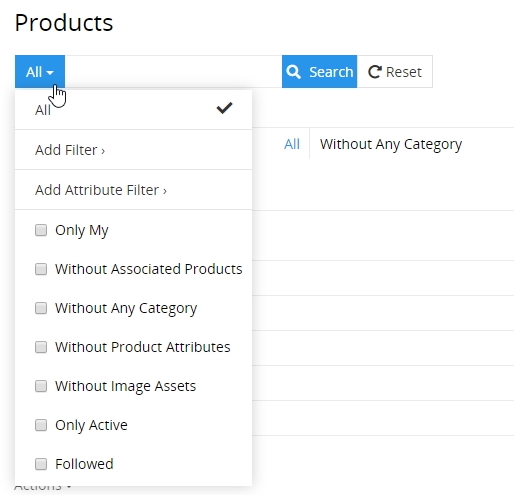 Products
All
Search
Reset
All
Add Filter ›
All
Without Any Category
Add Attribute Filter ›
Only My
Without Associated Products
Without Any Category
Without Product Attributes
Without Image Assets
Only Active
Followed
Actions